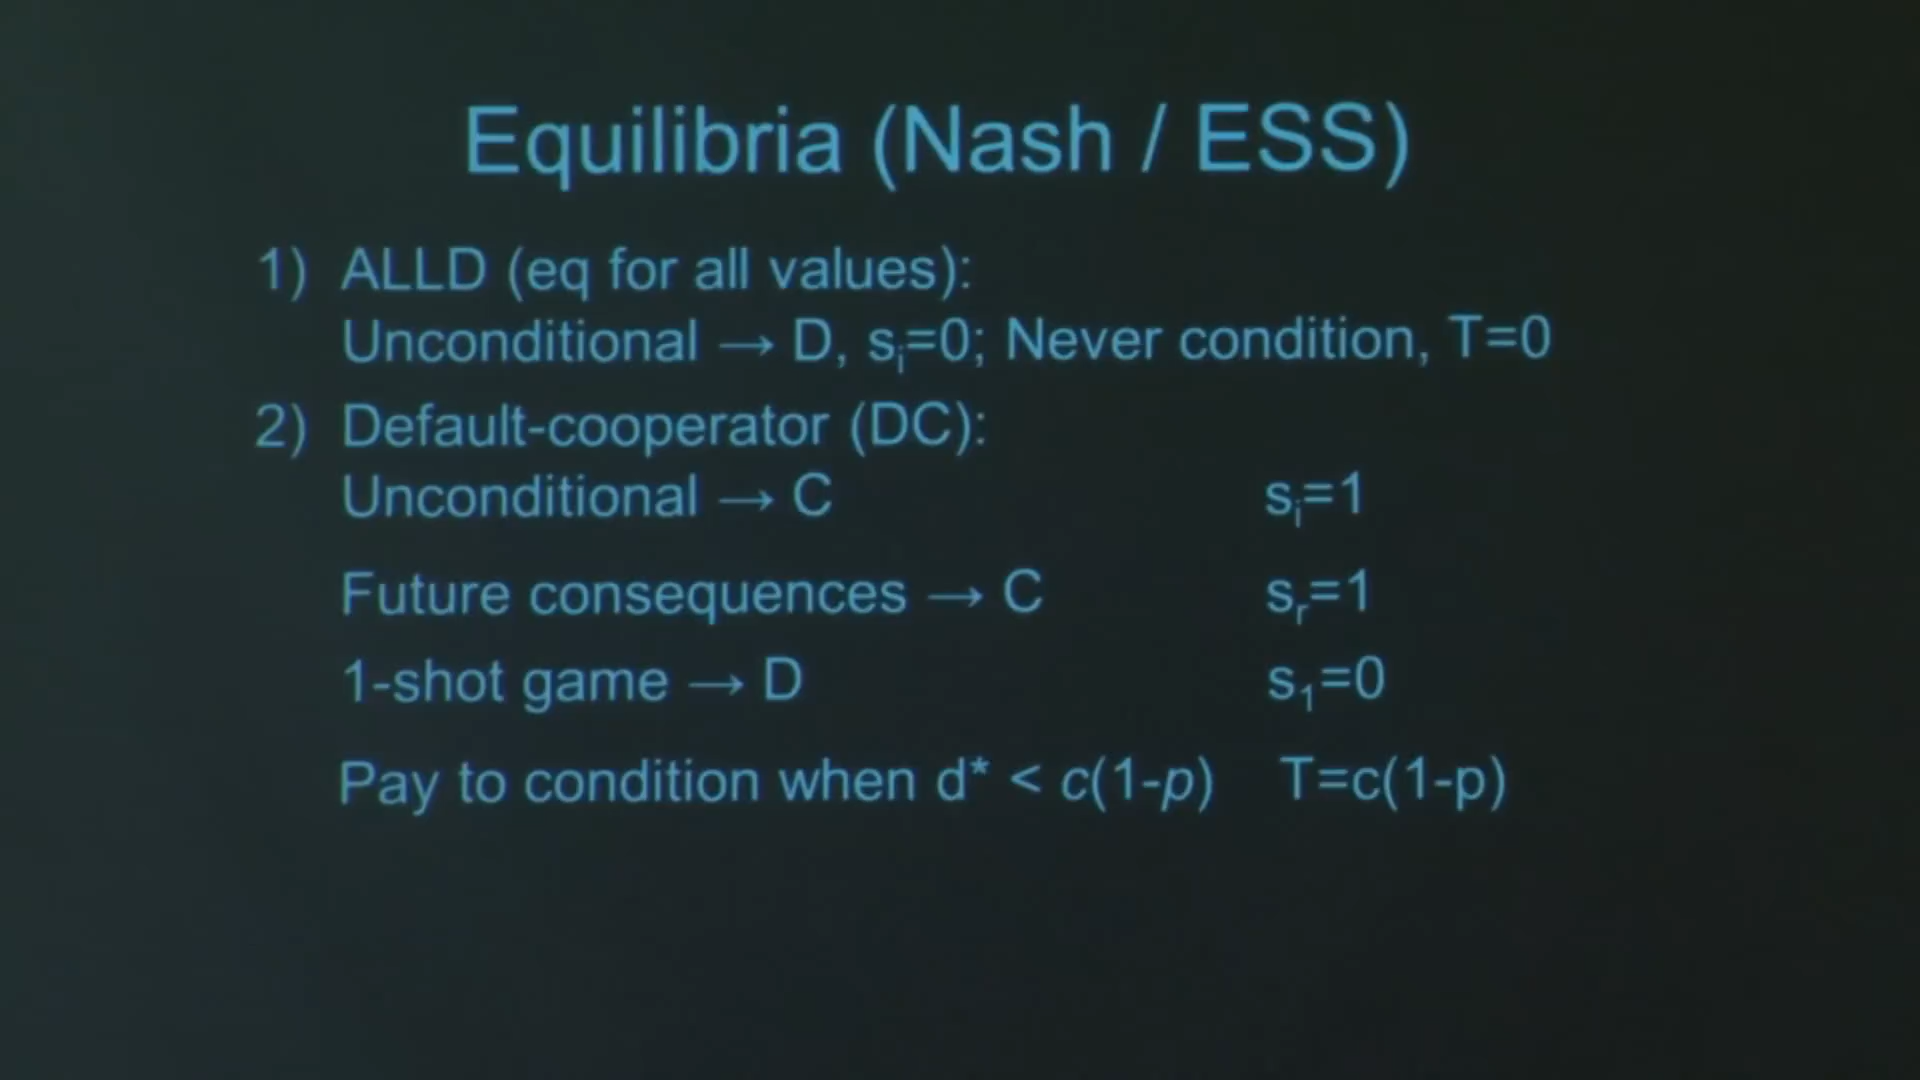 Equilibria (Nash / ESS)
1) ALLD (eq for all values):
Unconditional → D, sᵢ=0; Never condition, T=0
2) Default-cooperator (DC):
Unconditional → C sᵢ=1
Future consequences → C sᵣ=1
1-shot game → D s₁=0
Pay to condition when d* < c(1-p) T=c(1-p)